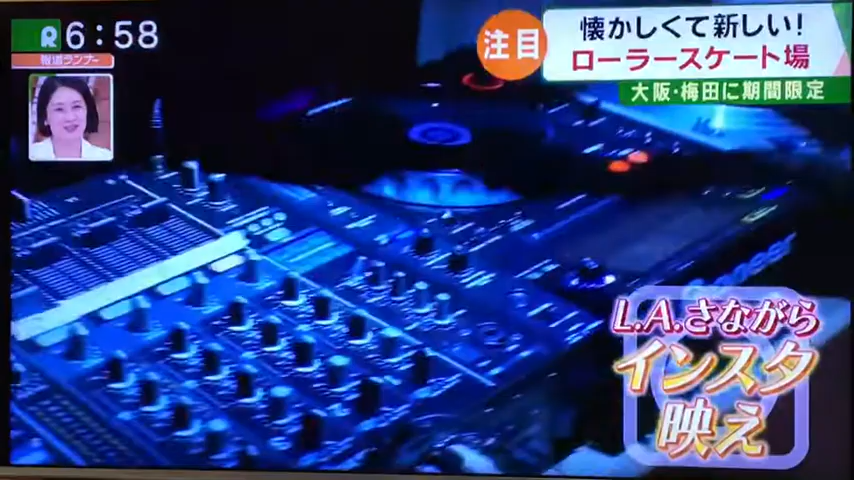 R 6:58
報道ランナー
注目
懐かしくて新しい!
ローラースケート場
大阪・梅田に期間限定
L.A.さながら
インスタ
映え